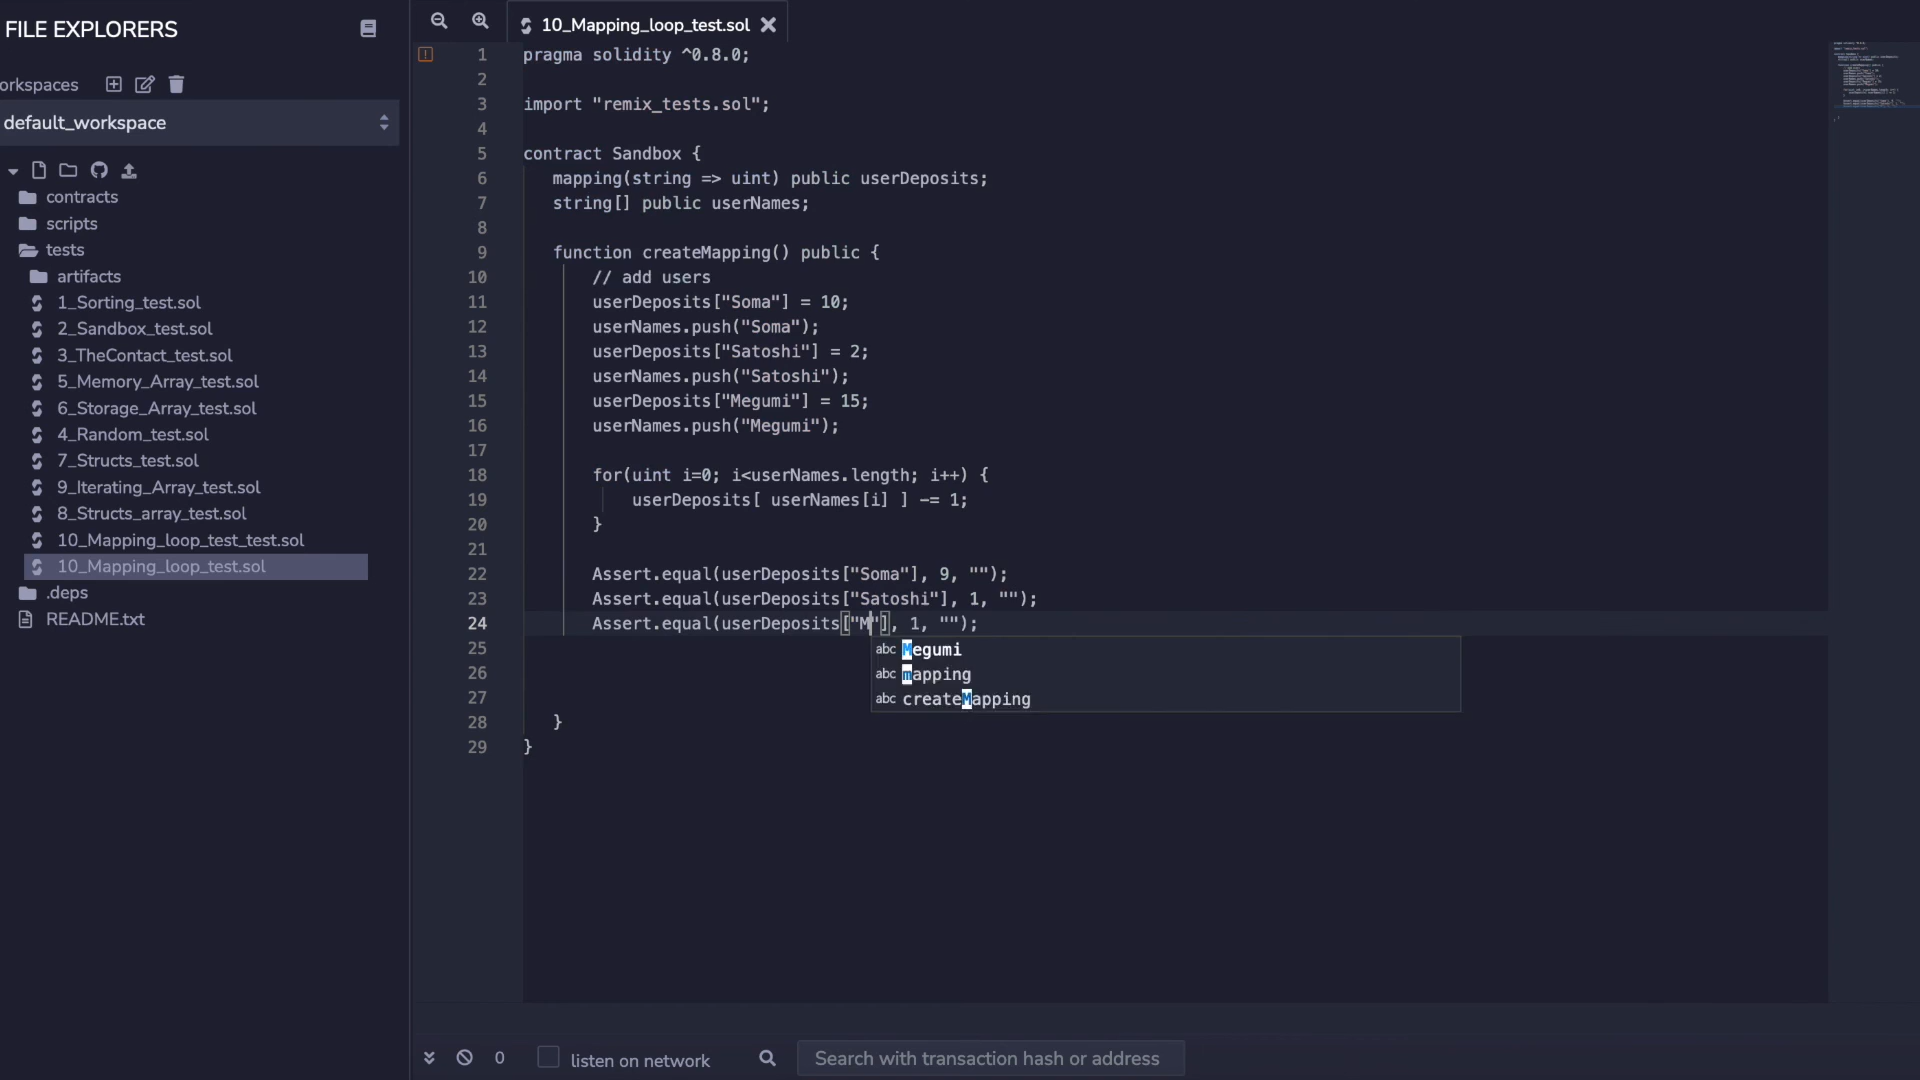 FILE EXPLORERS
orkspaces
default_workspace
contracts
scripts
tests
artifacts
1_Sorting_test.sol
2_Sandbox_test.sol
3_TheContact_test.sol
5_Memory_Array_test.sol
6_Storage_Array_test.sol
4_Random_test.sol
7_Structs_test.sol
9_Iterating_Array_test.sol
8_Structs_array_test.sol
10_Mapping_loop_test_test.sol
10_Mapping_loop_test.sol
.deps
README.txt
10_Mapping_loop_test.sol
1 pragma solidity ^0.8.0;
2
3 import "remix_tests.sol";
4
5 contract Sandbox {
6 mapping(string => uint) public userDeposits;
7 string[] public userNames;
8
9 function createMapping() public {
10 // add users
11 userDeposits["Soma"] = 10;
12 userNames.push("Soma");
13 userDeposits["Satoshi"] = 2;
14 userNames.push("Satoshi");
15 userDeposits["Megumi"] = 15;
16 userNames.push("Megumi");
17
18 for(uint i=0; i<userNames.length; i++) {
19 userDeposits[ userNames[i] ] -= 1;
20 }
21
22 Assert.equal(userDeposits["Soma"], 9, "");
23 Assert.equal(userDeposits["Satoshi"], 1, "");
24 Assert.equal(userDeposits["M"], 1, "");
25 abc Megumi
26 abc mapping
27 abc createMapping
28 }
29 }
0 listen on network Search with transaction hash or address